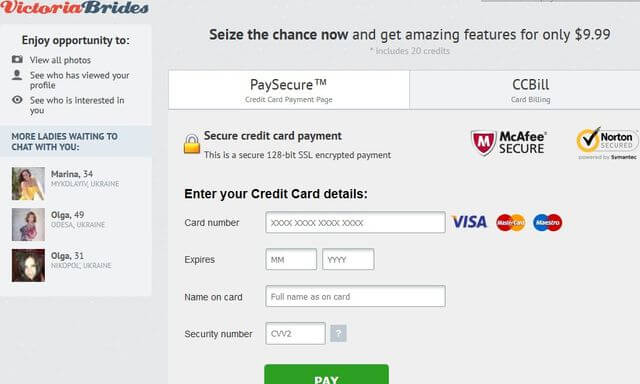 VictoriaBrides
Enjoy opportunity to:
View all photos
See who has viewed your
profile
See who is interested in
you
MORE LADIES WAITING TO
CHAT WITH YOU:
Marina, 34
MYKOLAYIV, UKRAINE
Olga, 49
ODESA, UKRAINE
Olga, 31
NIKOPOL, UKRAINE
Seize the chance now and get amazing features for only $9.99
* includes 20 credits
PaySecure™
Credit Card Payment Page
CCBill
Card Billing
Secure credit card payment
This is a secure 128-bit SSL encrypted payment
McAfee
SECURE
Norton
SECURED
powered by Symantec
Enter your Credit Card details:
Card number
XXXX XXXX XXXX XXXX
VISA
MasterCard
Maestro
Expires
MM
YYYY
Name on card
Full name as on card
Security number
CVV2
?
PAY